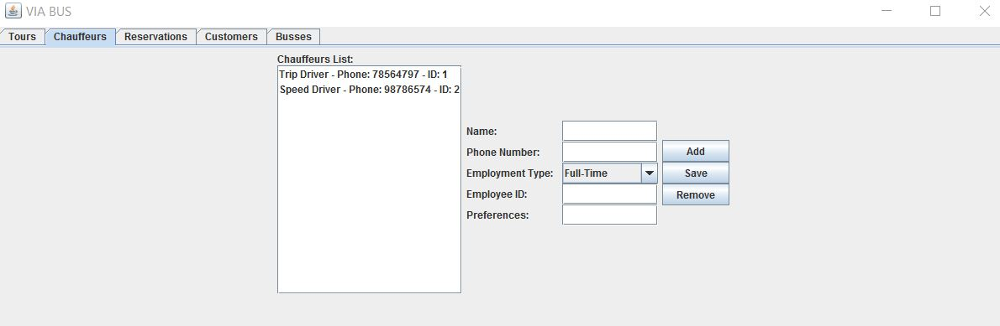 VIA BUS
Tours Chauffeurs Reservations Customers Busses
Chauffeurs List:
Trip Driver - Phone: 78564797 - ID: 1
Speed Driver - Phone: 98786574 - ID: 2
Name:
Phone Number: Add
Employment Type: Full-Time Save
Employee ID: Remove
Preferences: